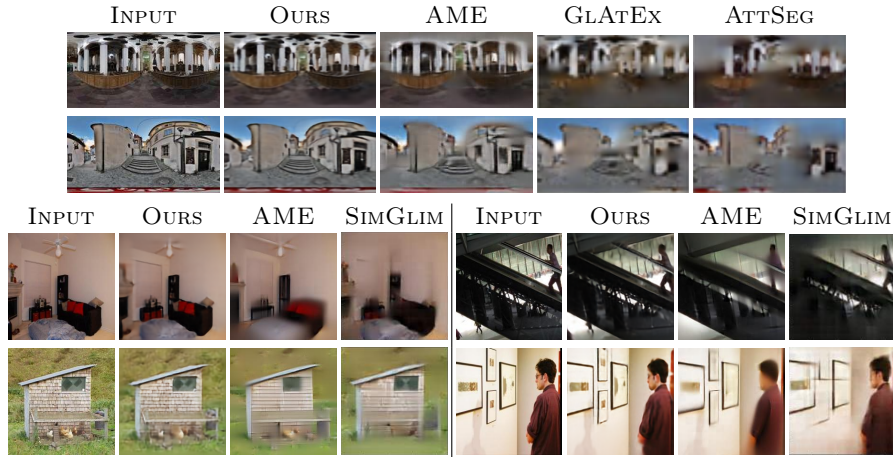 INPUT OURS AME GLATEX ATTSEG
INPUT OURS AME SIMGLIM INPUT OURS AME SIMGLIM